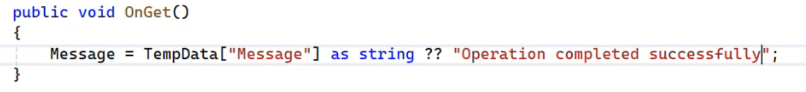 public void OnGet()
{
    Message = TempData["Message"] as string ?? "Operation completed successfully";
}